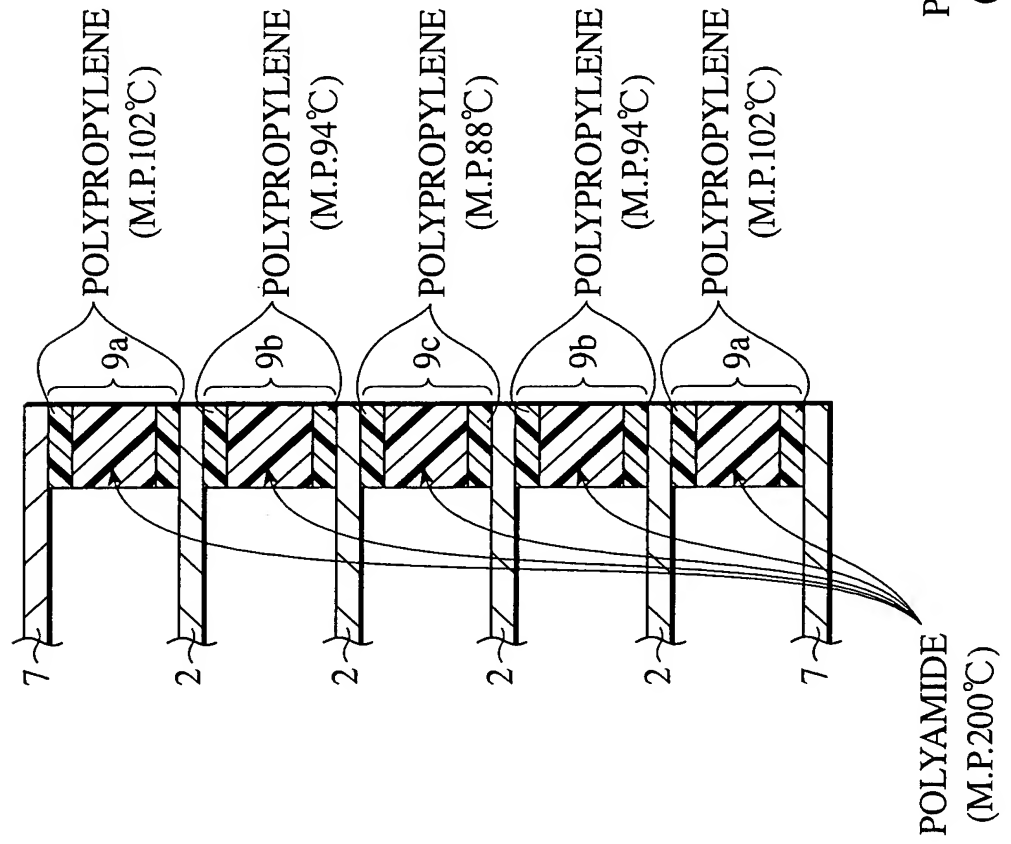 POLYPROPYLENE
(M.P.102℃)
POLYPROPYLENE
(M.P.94℃)
POLYPROPYLENE
(M.P.88℃)
POLYPROPYLENE
(M.P.94℃)
POLYPROPYLENE
(M.P.102℃)
9a
9b
9c
9b
9a
7
2
2
2
2
7
POLYAMIDE
(M.P.200℃)
P
(